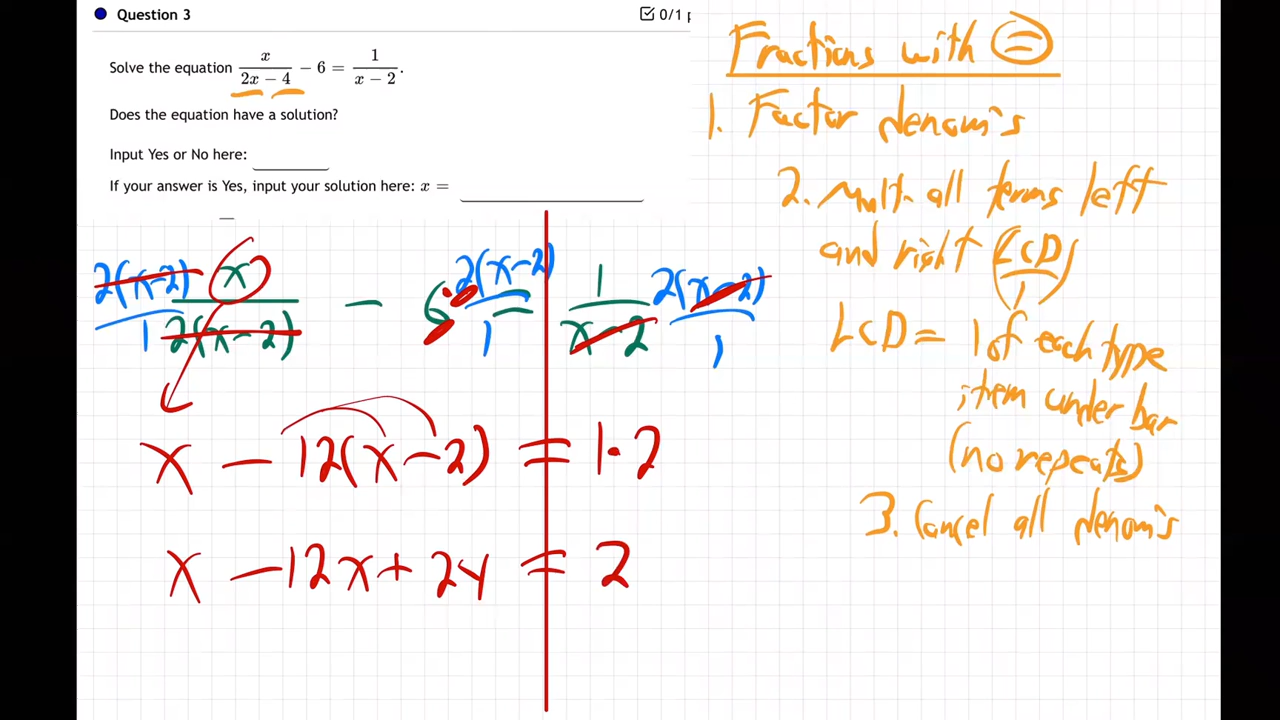 Question 3
0/1 p
Solve the equation x/(2x − 4) − 6 = 1/(x − 2).
Does the equation have a solution?
Input Yes or No here:
If your answer is Yes, input your solution here: x =
2(x-2)/1 x/2(x-2) − 6 · 2(x-2)/1 1/(x-2) 2(x-2)/1
x − 12(x-2) = 1·2
x − 12x + 24 = 2
Fractions with =
1. Factor denom's
2. Mult. all terms left
and right (LCD/1)
LCD = 1 of each type
item under bar
(no repeats)
3. Cancel all denom's